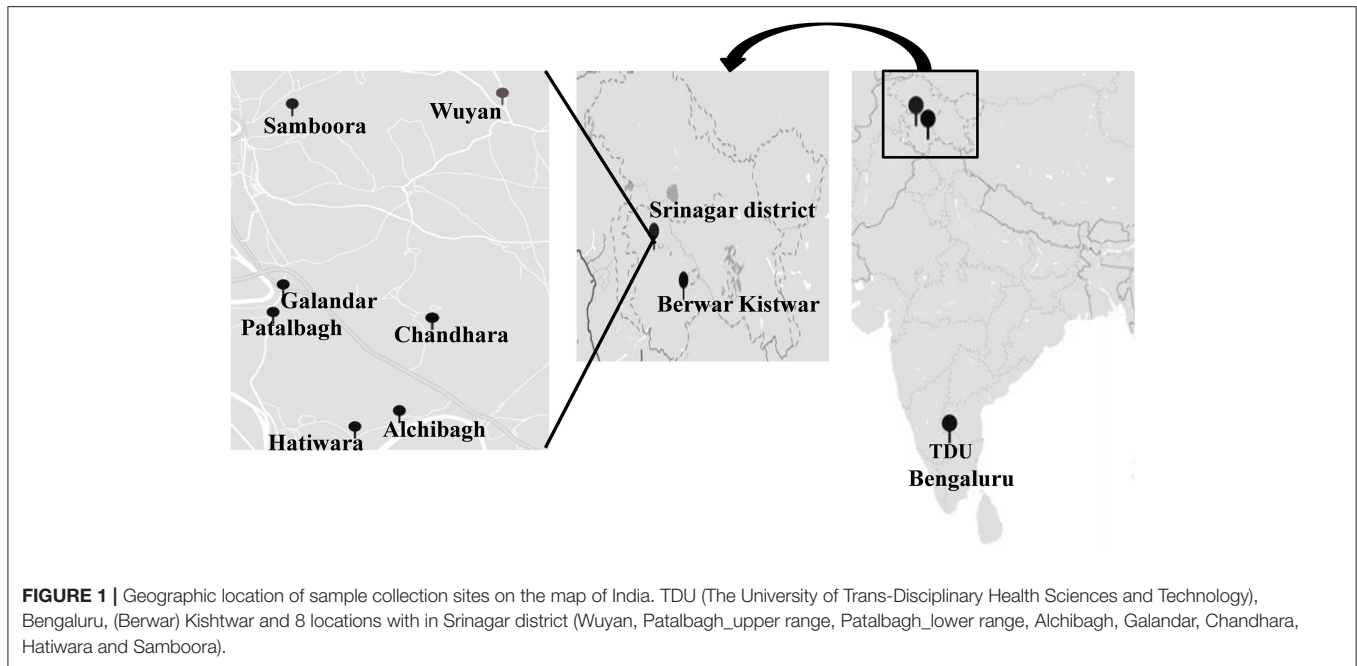 Samboora
Wuyan
Galandar
Patalbagh
Chandhara
Hatiwara
Alchibagh
Srinagar district
Berwar Kistwar
TDU
Bengaluru
FIGURE 1 | Geographic location of sample collection sites on the map of India. TDU (The University of Trans-Disciplinary Health Sciences and Technology),
Bengaluru, (Berwar) Kishtwar and 8 locations with in Srinagar district (Wuyan, Patalbagh_upper range, Patalbagh_lower range, Alchibagh, Galandar, Chandhara,
Hatiwara and Samboora).